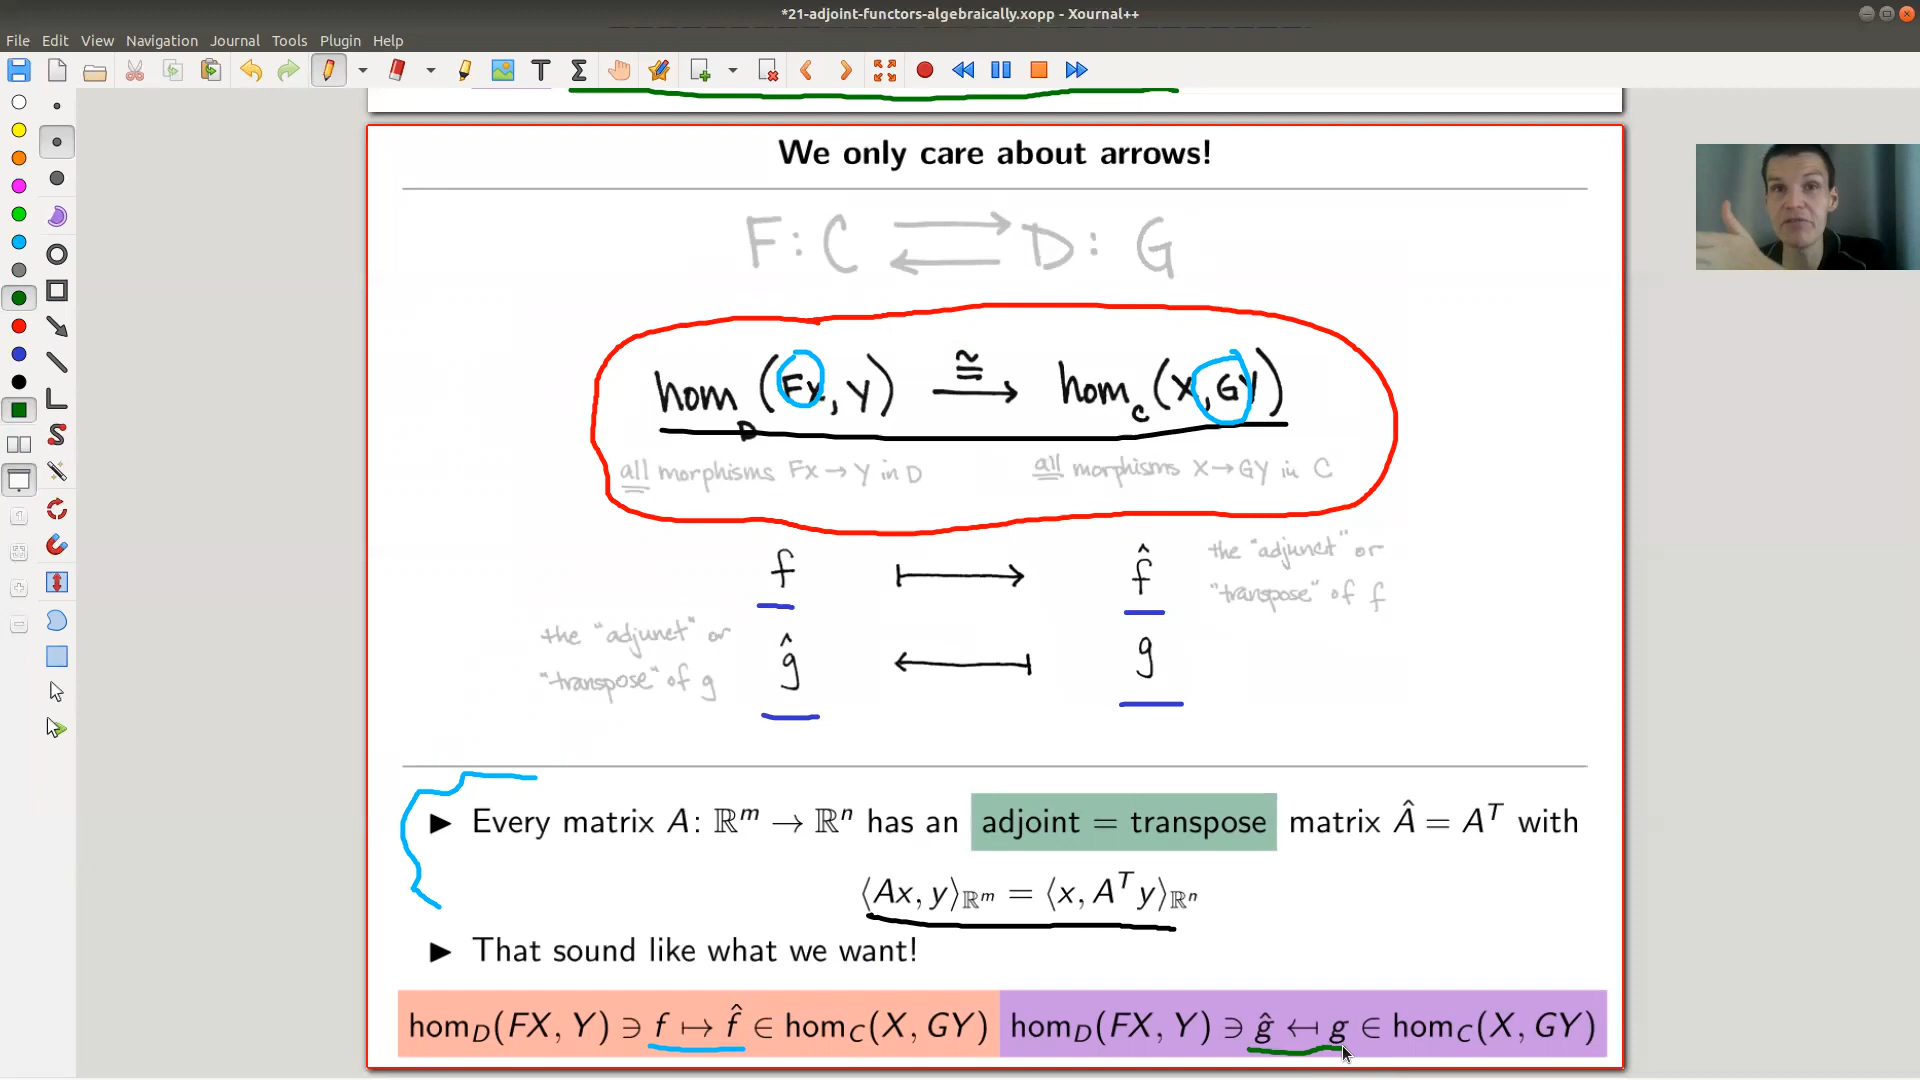 *21-adjoint-functors-algebraically.xopp - Xournal++
File Edit View Navigation Journal Tools Plugin Help
We only care about arrows!
F: C ⇄ D: G
hom_D(FX, Y) ≅→ hom_C(X, GY)
all morphisms FX → Y in D
all morphisms X → GY in C
f ↦ f̂
the "adjunct" or
"transpose" of f
the "adjunct" or
"transpose" of g
ĝ ↤ g
▶ Every matrix A: ℝ^m → ℝ^n has an adjoint = transpose matrix Â = A^T with
⟨Ax, y⟩_ℝ^m = ⟨x, A^T y⟩_ℝ^n
▶ That sound like what we want!
hom_D(FX, Y) ∋ f ↦ f̂ ∈ hom_C(X, GY)
hom_D(FX, Y) ∋ ĝ ↤ g ∈ hom_C(X, GY)